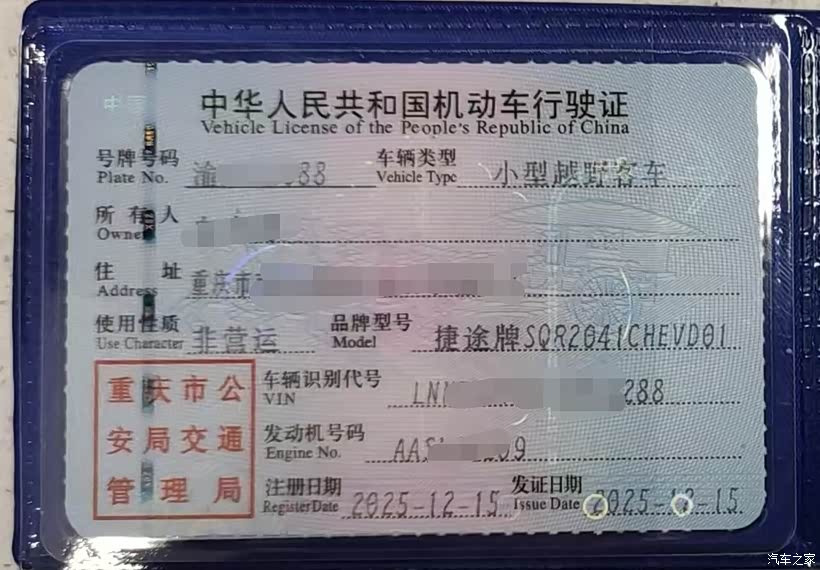 中华人民共和国机动车行驶证
Vehicle License of the People's Republic of China
号牌号码 渝 88 车辆类型 小型越野客车
Plate No. Vehicle Type
所有人
Owner
住 址 重庆市
Address
使用性质 非营运 品牌型号 捷途牌SQR2041CHEVD01
Use Character Model
重庆市公
安局交通
管理局
车辆识别代号 LN 288
VIN
发动机号码 AAS 09
Engine No.
注册日期 2025-12-15 发证日期 2025-12-15
Register Date Issue Date
汽车之家